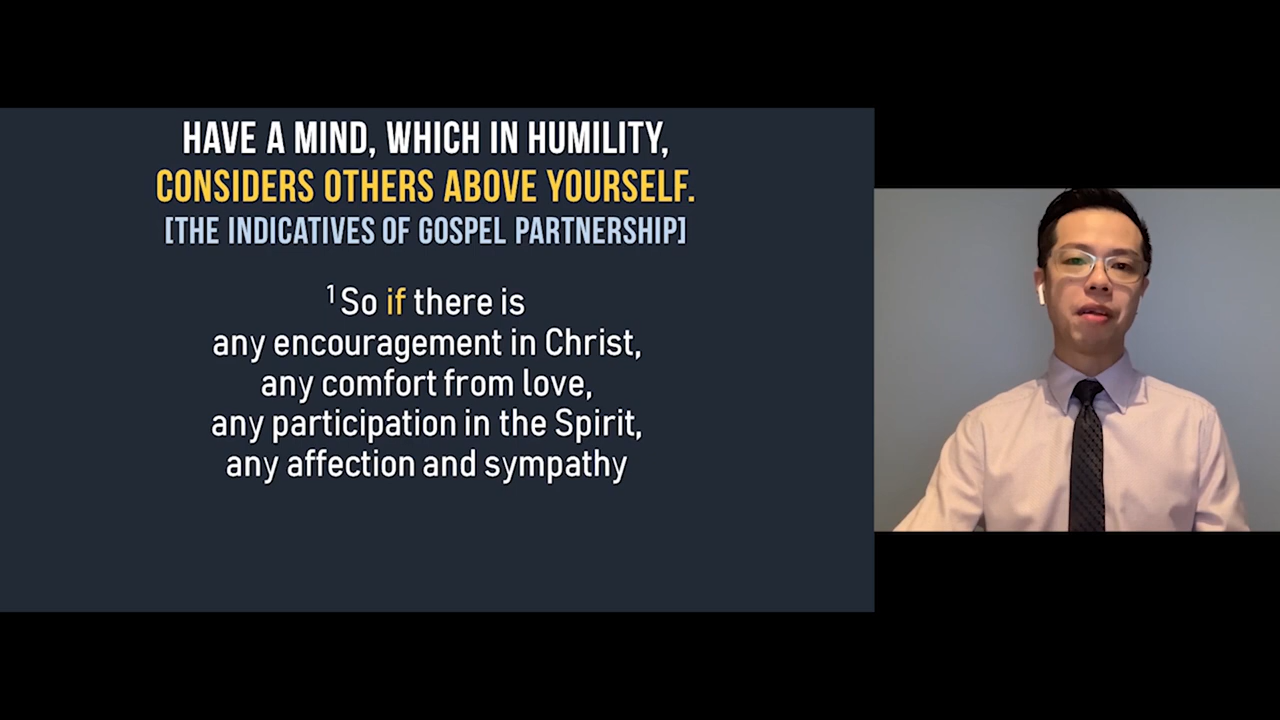 HAVE A MIND, WHICH IN HUMILITY,
CONSIDERS OTHERS ABOVE YOURSELF.
[THE INDICATIVES OF GOSPEL PARTNERSHIP]
¹ So if there is
any encouragement in Christ,
any comfort from love,
any participation in the Spirit,
any affection and sympathy